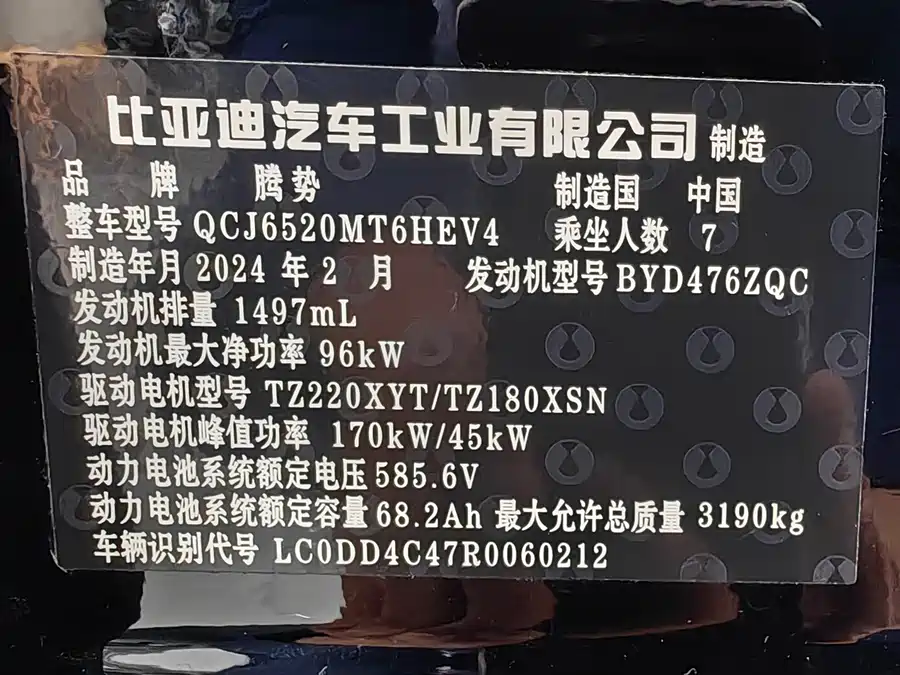 比亚迪汽车工业有限公司 制造
品牌 腾势 制造国 中国
整车型号 QCJ6520MT6HEV4 乘坐人数 7
制造年月 2024 年 2 月 发动机型号 BYD476ZQC
发动机排量 1497mL
发动机最大净功率 96kW
驱动电机型号 TZ220XYT/TZ180XSN
驱动电机峰值功率 170kW/45kW
动力电池系统额定电压 585.6V
动力电池系统额定容量 68.2Ah 最大允许总质量 3190kg
车辆识别代号 LC0DD4C47R0060212